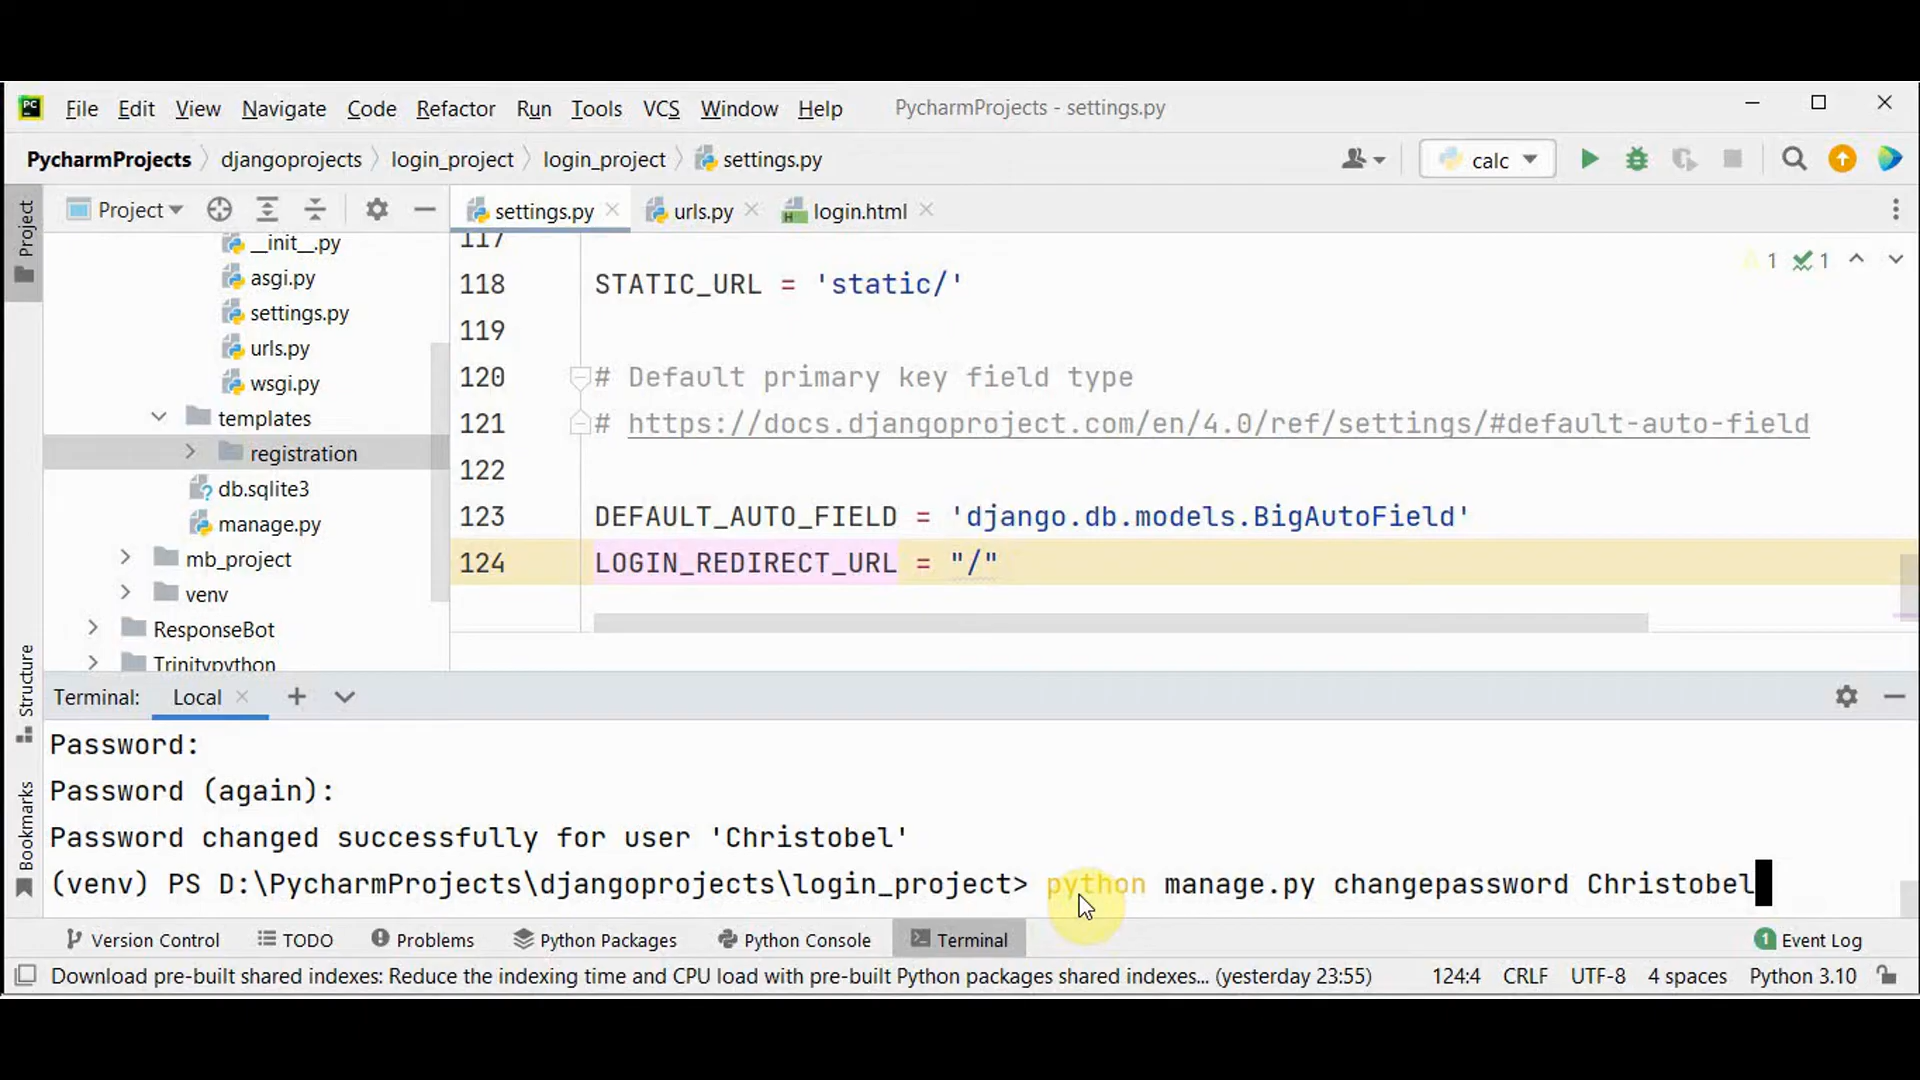 PC File Edit View Navigate Code Refactor Run Tools VCS Window Help PycharmProjects - settings.py
PycharmProjects djangoprojects login_project login_project settings.py calc
Project Project settings.py urls.py login.html
__init__.py
asgi.py
settings.py
urls.py
wsgi.py
templates
registration
db.sqlite3
manage.py
mb_project
venv
ResponseBot
Trinitypython
117
118 STATIC_URL = 'static/'
1 1
119
120 # Default primary key field type
121 # https://docs.djangoproject.com/en/4.0/ref/settings/#default-auto-field
122
123 DEFAULT_AUTO_FIELD = 'django.db.models.BigAutoField'
124 LOGIN_REDIRECT_URL = "/"
Structure
Bookmarks
Terminal: Local
Password:
Password (again):
Password changed successfully for user 'Christobel'
(venv) PS D:\PycharmProjects\djangoprojects\login_project> python manage.py changepassword Christobel
Version Control TODO Problems Python Packages Python Console Terminal 1 Event Log
Download pre-built shared indexes: Reduce the indexing time and CPU load with pre-built Python packages shared indexes... (yesterday 23:55) 124:4 CRLF UTF-8 4 spaces Python 3.10